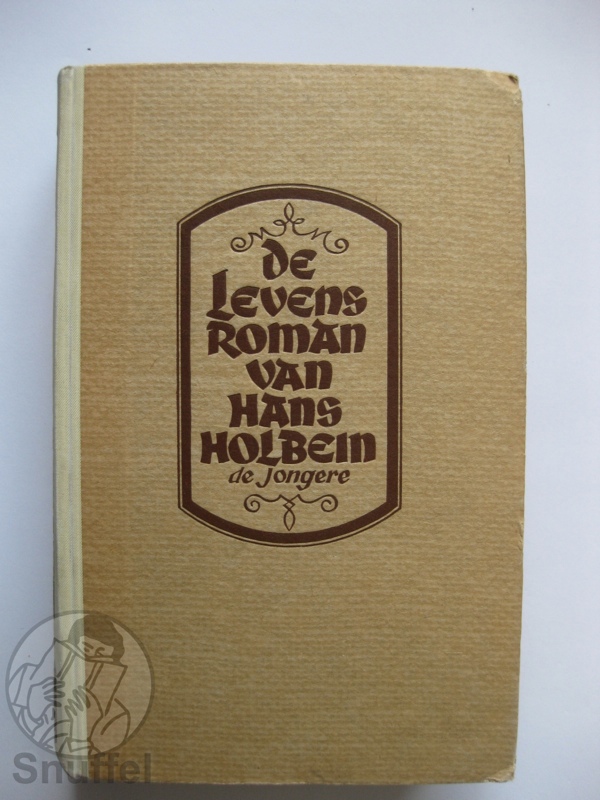 De
Levens
Roman
van
Hans
Holbein
de Jongere
Snuffel